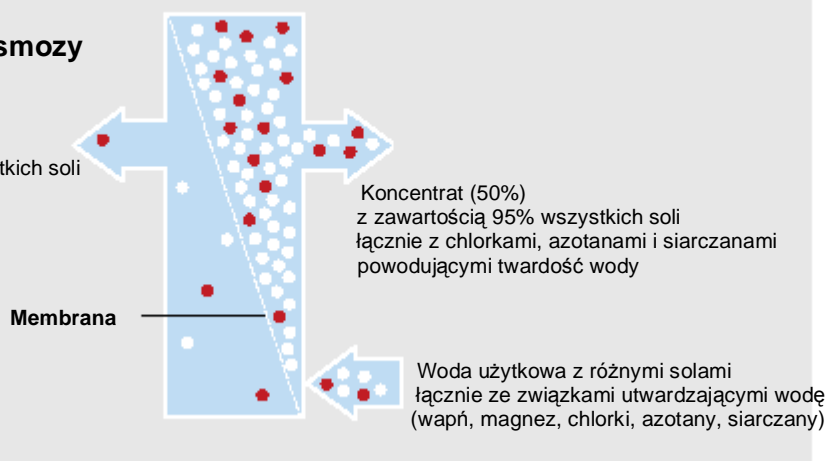 smozy
tkich soli
Koncentrat (50%)
z zawartością 95% wszystkich soli
łącznie z chlorkami, azotanami i siarczanami
powodującymi twardość wody
Membrana
Woda użytkowa z różnymi solami
łącznie ze związkami utwardzającymi wodę
(wapń, magnez, chlorki, azotany, siarczany)